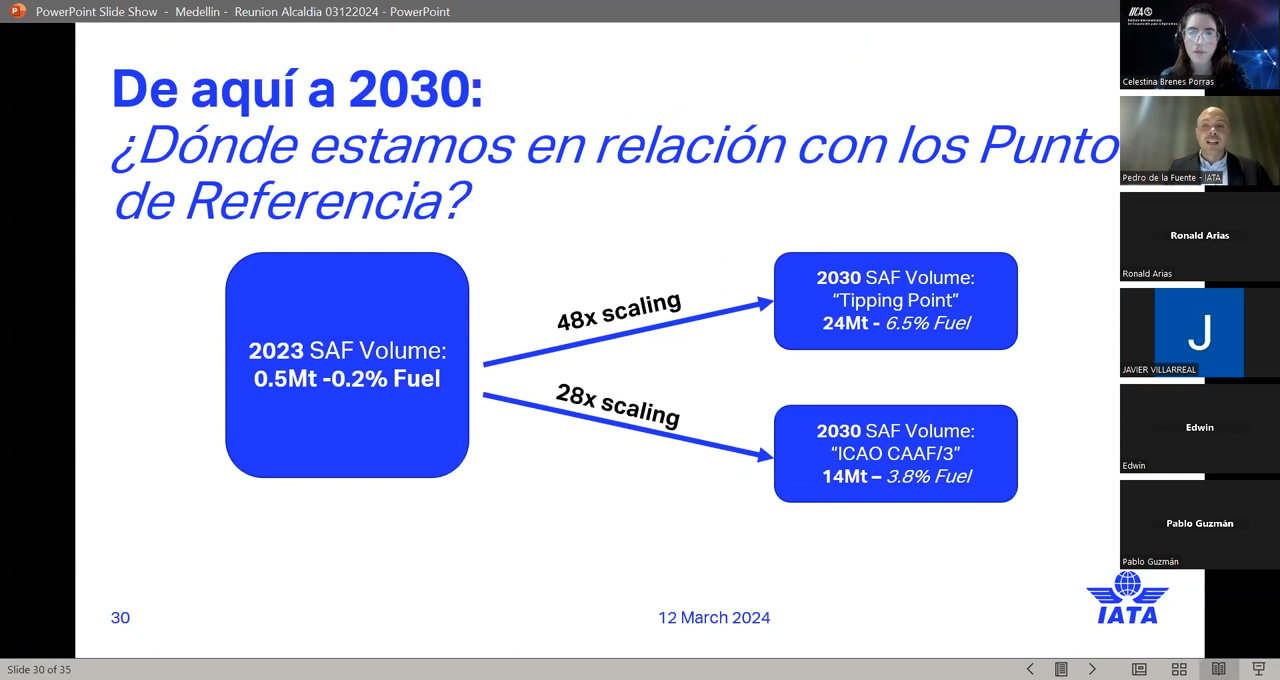 PowerPoint Slide Show - Medellin - Reunion Alcaldia 03122024 - PowerPoint
De aquí a 2030:
¿Dónde estamos en relación con los Punto
de Referencia?
2023 SAF Volume:
0.5Mt -0.2% Fuel
48x scaling
28x scaling
2030 SAF Volume:
“Tipping Point”
24Mt - 6.5% Fuel
2030 SAF Volume:
“ICAO CAAF/3”
14Mt – 3.8% Fuel
30
12 March 2024
IATA
IICA
Celestina Brenes Porras
Pedro de la Fuente - IATA
Ronald Arias
Ronald Arias
J
JAVIER VILLARREAL
Edwin
Edwin
Pablo Guzmán
Pablo Guzmán
Slide 30 of 35